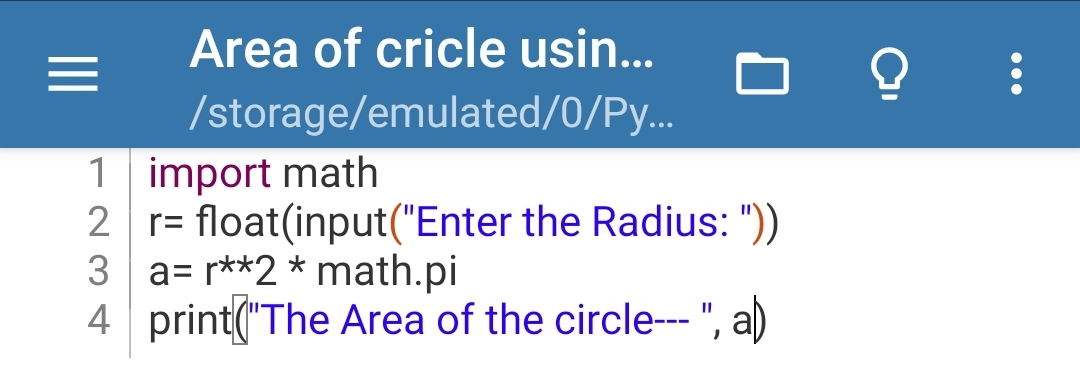 Area of cricle usin...
/storage/emulated/0/Py...
1 import math
2 r= float(input("Enter the Radius: "))
3 a= r**2 * math.pi
4 print("The Area of the circle--- ", a)